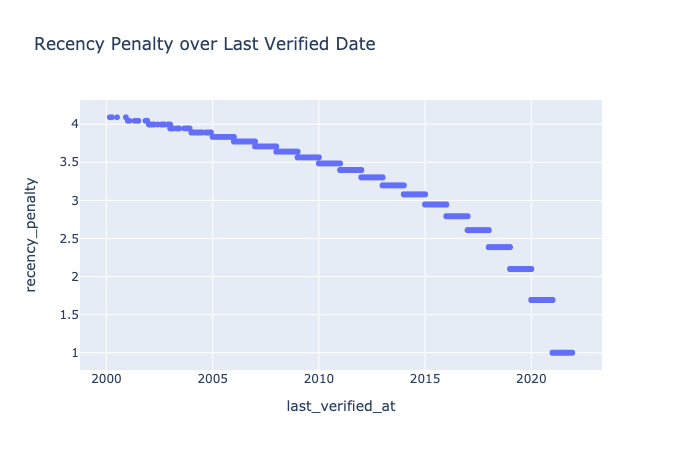 Recency Penalty over Last Verified Date
4
3.5
3
2.5
2
1.5
1
recency_penalty
2000 2005 2010 2015 2020
last_verified_at